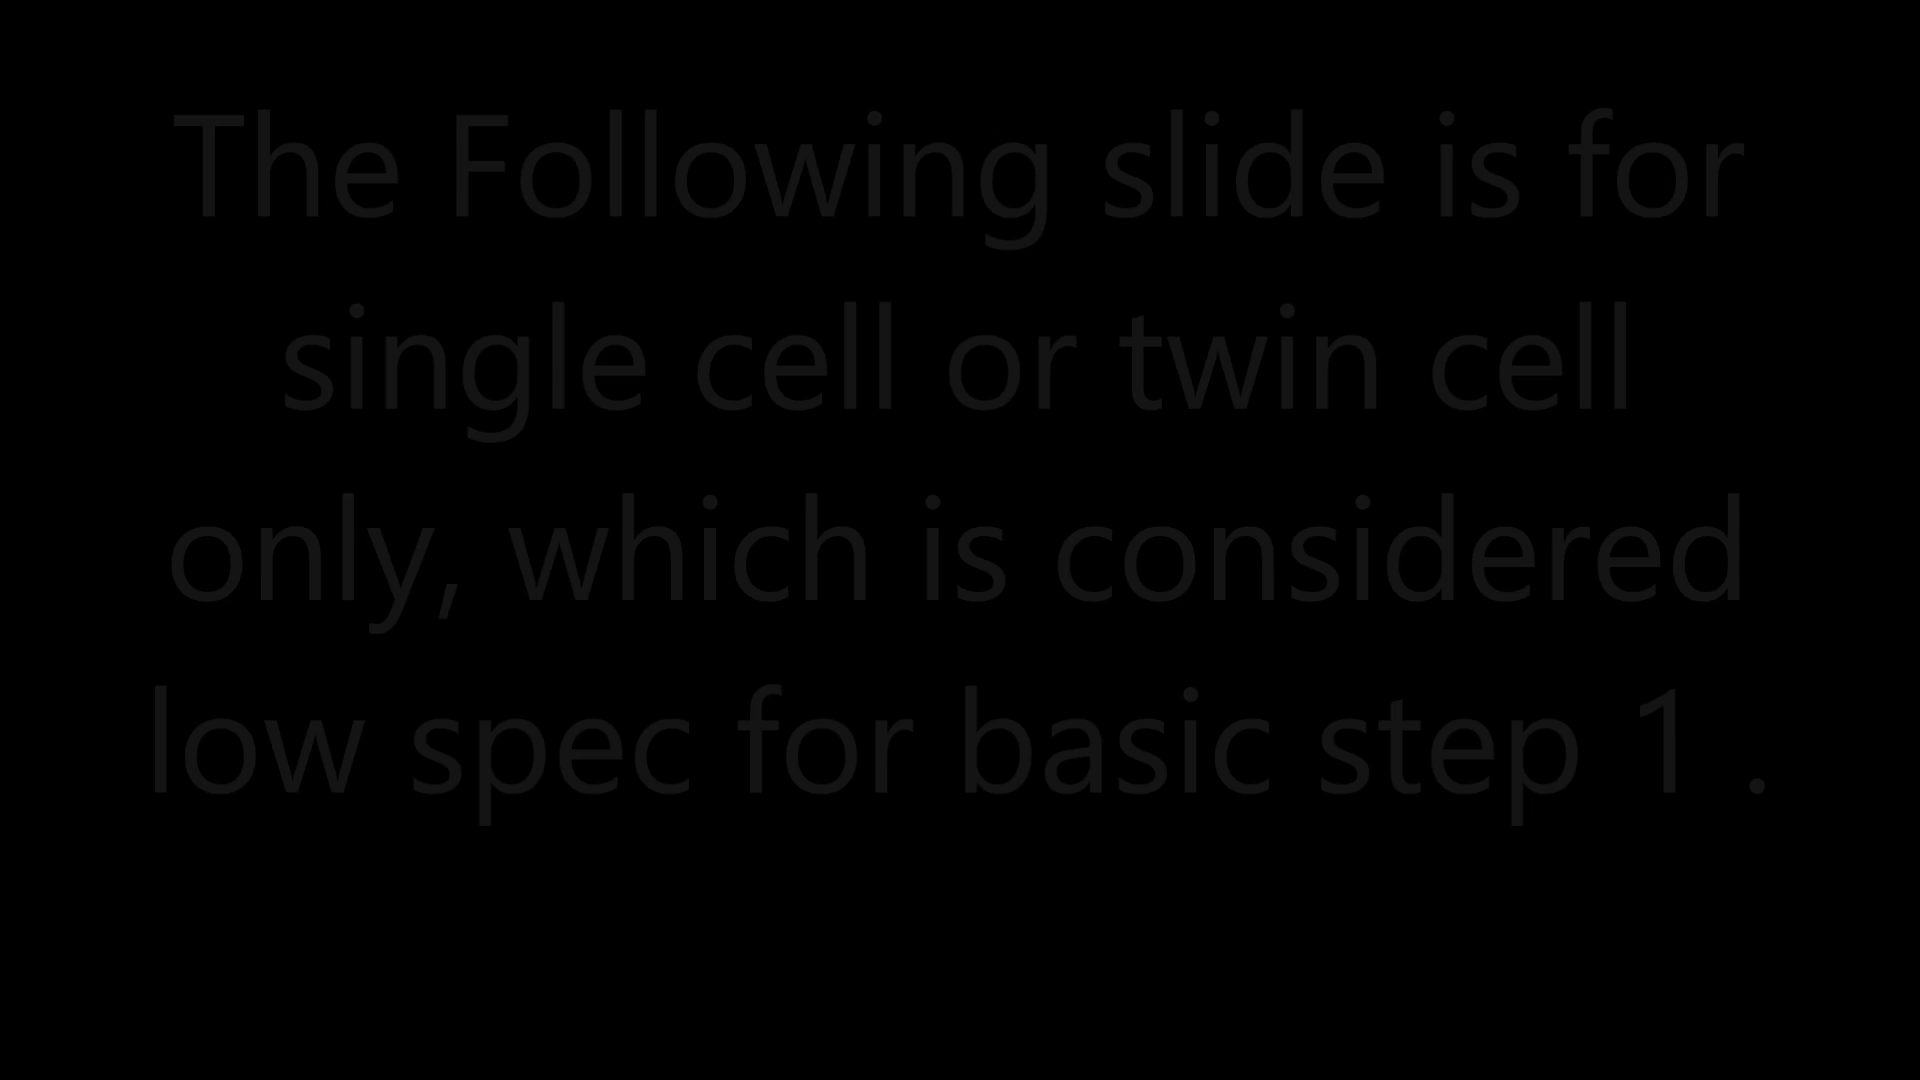 The Following slide is for
single cell or twin cell
only, which is considered
low spec for basic step 1 .